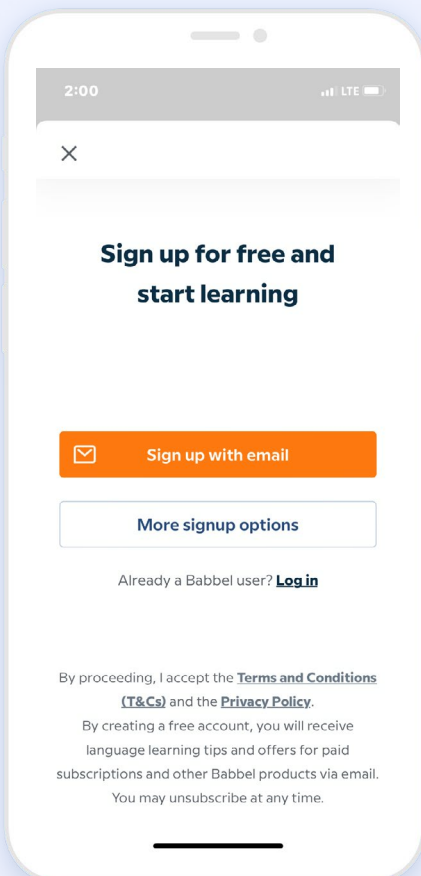 2:00 LTE
Sign up for free and
start learning
Sign up with email
More signup options
Already a Babbel user? Log in
By proceeding, I accept the Terms and Conditions
(T&Cs) and the Privacy Policy.
By creating a free account, you will receive
language learning tips and offers for paid
subscriptions and other Babbel products via email.
You may unsubscribe at any time.